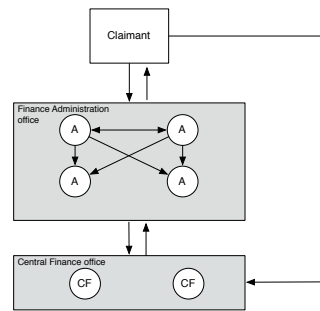 Claimant
Finance Administration
office
A
A
A
A
Central Finance office
CF
CF